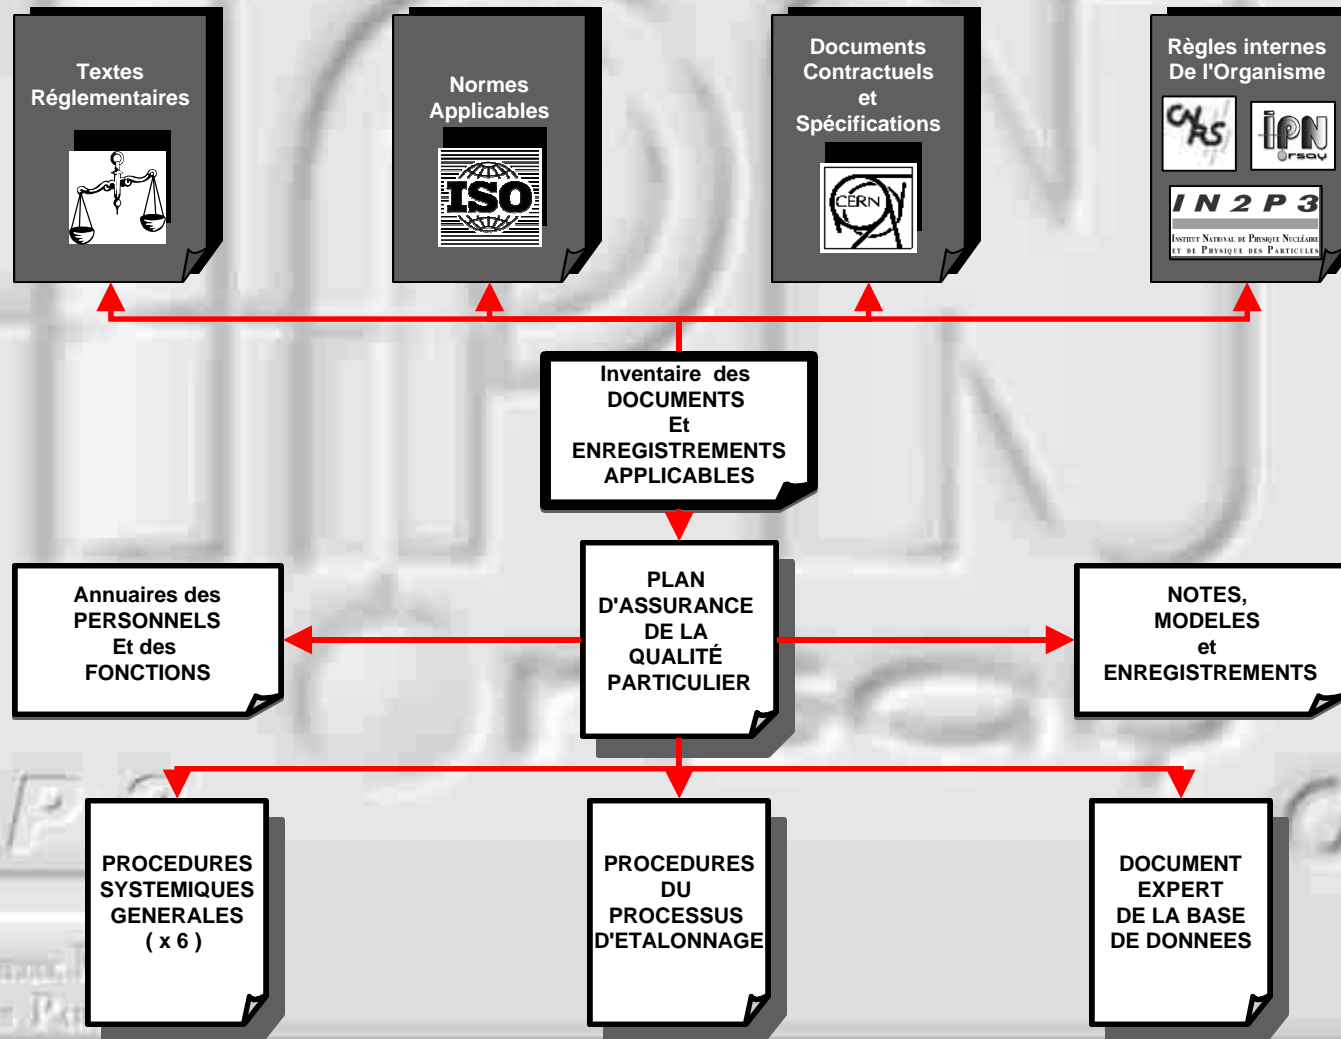 Textes
Réglementaires
Normes
Applicables
ISO
Documents
Contractuels
et
Spécifications
CERN
Règles internes
De l'Organisme
CNRS
IPN
Orsay
IN2P3
INSTITUT NATIONAL DE PHYSIQUE NUCLÉAIRE
ET DE PHYSIQUE DES PARTICULES
Inventaire des
DOCUMENTS
Et
ENREGISTREMENTS
APPLICABLES
Annuaires des
PERSONNELS
Et des
FONCTIONS
PLAN
D'ASSURANCE
DE LA
QUALITÉ
PARTICULIER
NOTES,
MODELES
et
ENREGISTREMENTS
PROCEDURES
SYSTEMIQUES
GENERALES
( x 6 )
PROCEDURES
DU
PROCESSUS
D'ETALONNAGE
DOCUMENT
EXPERT
DE LA BASE
DE DONNEES